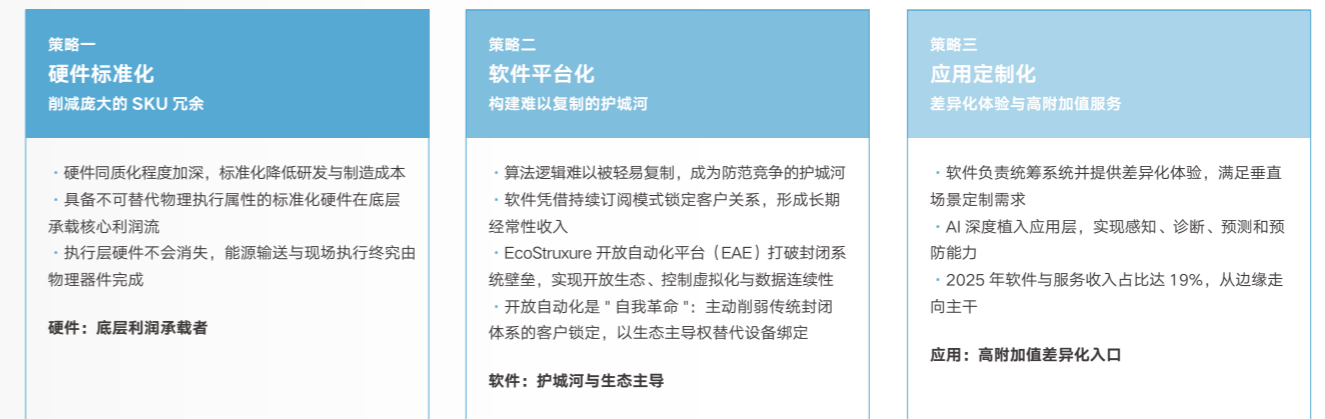 策略一
硬件标准化
削减庞大的 SKU 冗余
· 硬件同质化程度加深，标准化降低研发与制造成本
· 具备不可替代物理执行属性的标准化硬件在底层
承载核心利润流
· 执行层硬件不会消失，能源输送与现场执行终究由
物理器件完成
硬件：底层利润承载者
策略二
软件平台化
构建难以复制的护城河
· 算法逻辑难以被轻易复制，成为防范竞争的护城河
· 软件凭借持续订阅模式锁定客户关系，形成长期
经常性收入
· EcoStruxure 开放自动化平台（EAE）打破封闭系
统壁垒，实现开放生态、控制虚拟化与数据连续性
· 开放自动化是 " 自我革命 "：主动削弱传统封闭
体系的客户锁定，以生态主导权替代设备绑定
软件：护城河与生态主导
策略三
应用定制化
差异化体验与高附加值服务
· 软件负责统筹系统并提供差异化体验，满足垂直
场景定制需求
· AI 深度植入应用层，实现感知、诊断、预测和预
防能力
· 2025 年软件与服务收入占比达 19%，从边缘走
向主干
应用：高附加值差异化入口